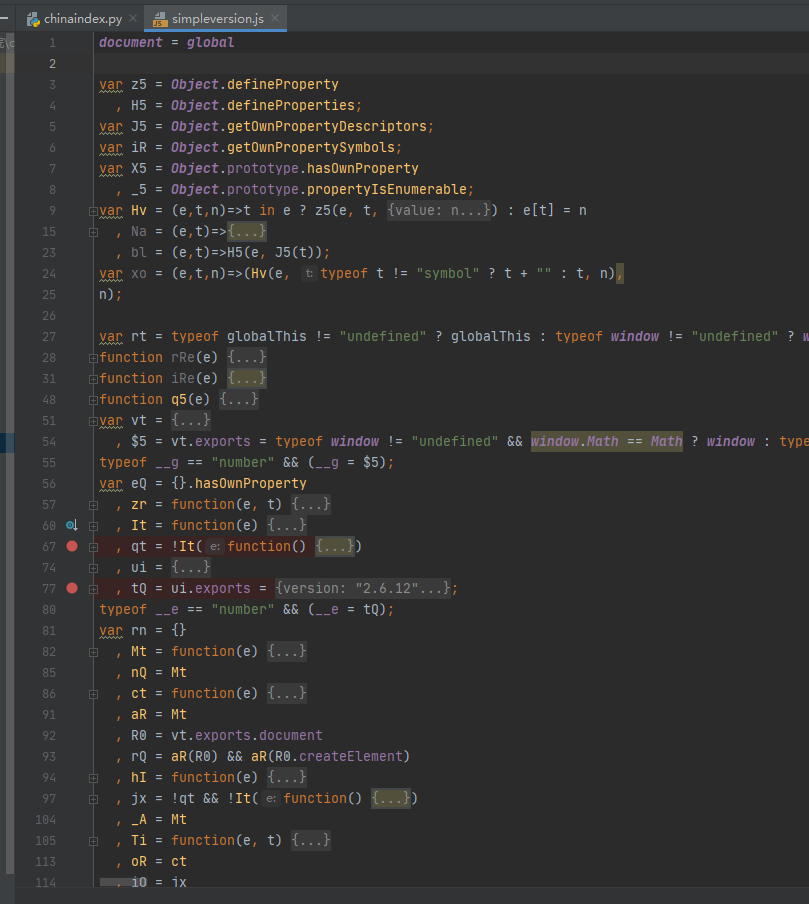 chinaindex.py simpleversion.js
1 document = global
2
3 var z5 = Object.defineProperty
4 , H5 = Object.defineProperties;
5 var J5 = Object.getOwnPropertyDescriptors;
6 var iR = Object.getOwnPropertySymbols;
7 var X5 = Object.prototype.hasOwnProperty
8 , _5 = Object.prototype.propertyIsEnumerable;
9 var Hv = (e,t,n)=>t in e ? z5(e, t, {value: n...}) : e[t] = n
15 , Na = (e,t)=>{...}
23 , bl = (e,t)=>H5(e, J5(t));
24 var xo = (e,t,n)=>(Hv(e, t: typeof t != "symbol" ? t + "" : t, n),
25 n);
26
27 var rt = typeof globalThis != "undefined" ? globalThis : typeof window != "undefined" ?
28 function rRe(e) {...}
31 function iRe(e) {...}
48 function q5(e) {...}
51 var vt = {...}
54 , $5 = vt.exports = typeof window != "undefined" && window.Math == Math ? window : type
55 typeof __g == "number" && (__g = $5);
56 var eQ = {}.hasOwnProperty
57 , zr = function(e, t) {...}
60 , It = function(e) {...}
67 , qt = !It( e: function() {...})
74 , ui = {...}
77 , tQ = ui.exports = {version: "2.6.12"...};
80 typeof __e == "number" && (__e = tQ);
81 var rn = {}
82 , Mt = function(e) {...}
85 , nQ = Mt
86 , ct = function(e) {...}
91 , aR = Mt
92 , R0 = vt.exports.document
93 , rQ = aR(R0) && aR(R0.createElement)
94 , hI = function(e) {...}
97 , jx = !qt && !It( e: function() {...})
104 , _A = Mt
105 , Ti = function(e, t) {...}
113 , oR = ct
114 , iQ = jx